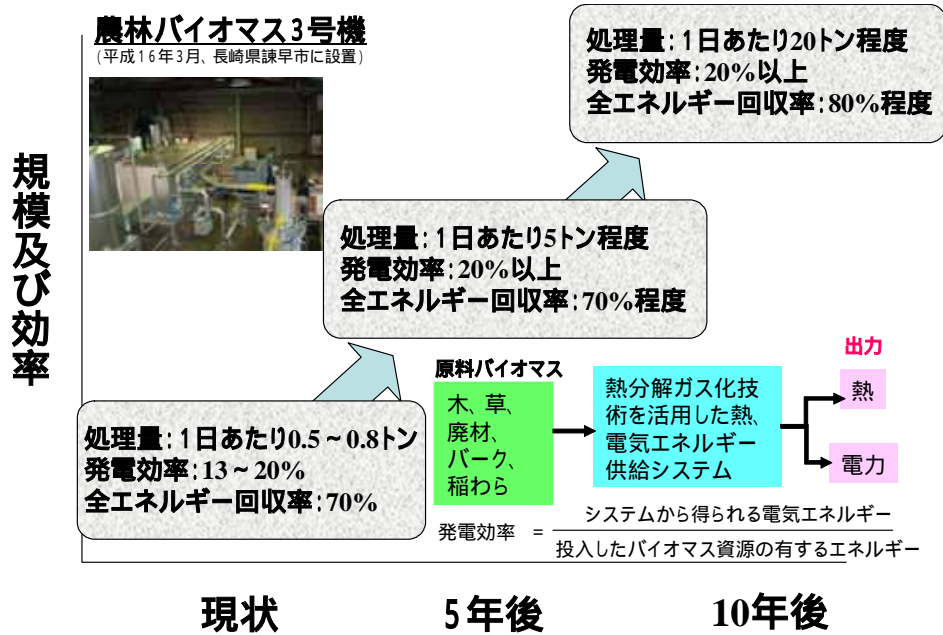 農林バイオマス3号機
(平成16年3月、長崎県諫早市に設置)
処理量:1日あたり20トン程度
発電効率:20%以上
全エネルギー回収率:80%程度
規模及び効率
処理量:1日あたり5トン程度
発電効率:20%以上
全エネルギー回収率:70%程度
処理量:1日あたり0.5~0.8トン
発電効率:13~20%
全エネルギー回収率:70%
原料バイオマス
木、草、
廃材、
バーク、
稲わら
熱分解ガス化技
術を活用した熱、
電気エネルギー
供給システム
出力
熱
電力
発電効率 =
システムから得られる電気エネルギー
投入したバイオマス資源の有するエネルギー
現状
5年後
10年後